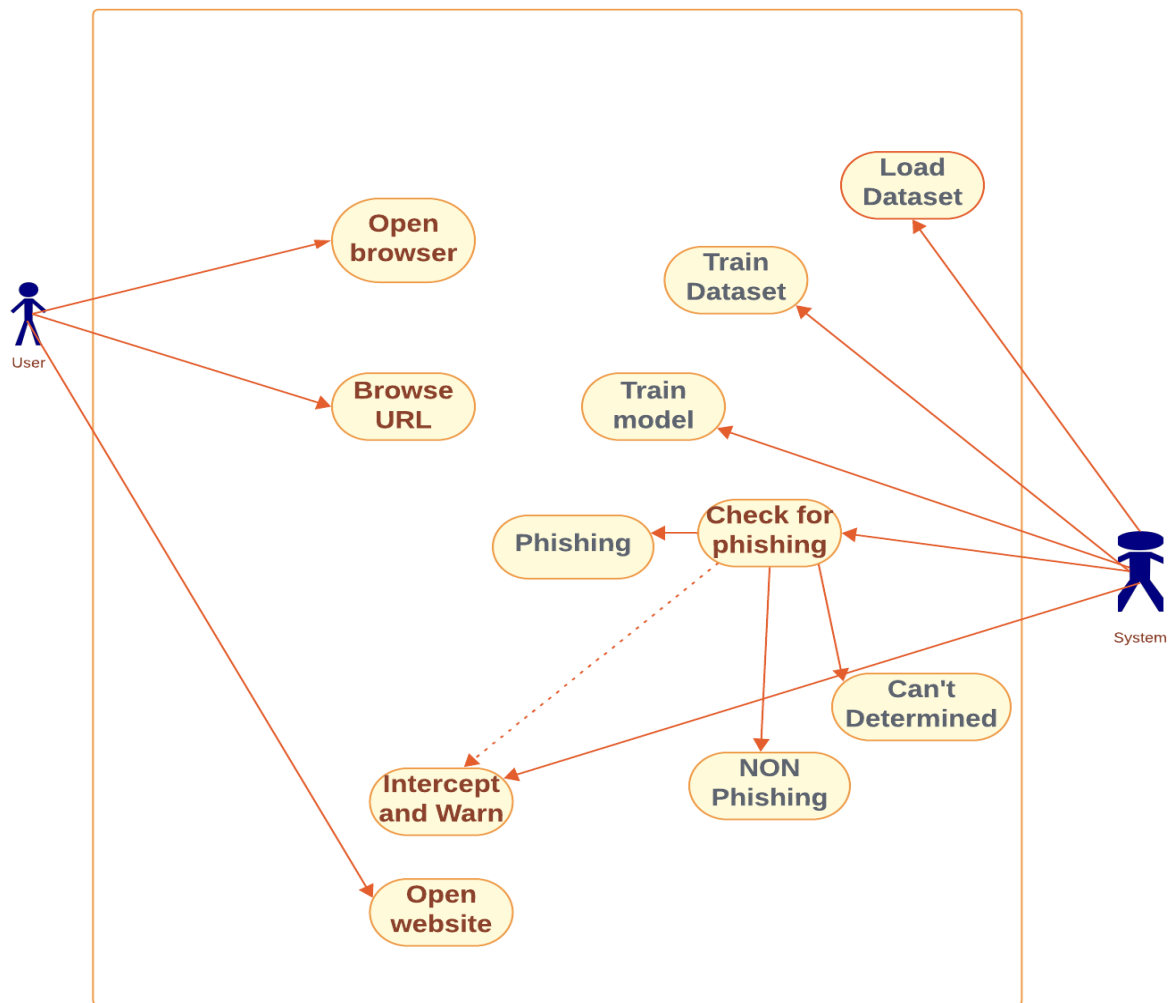 Load
Dataset
Open
browser
Train
Dataset
User
Browse
URL
Train
model
Check for
phishing
Phishing
System
Can't
Determined
Intercept
and Warn
NON
Phishing
Open
website